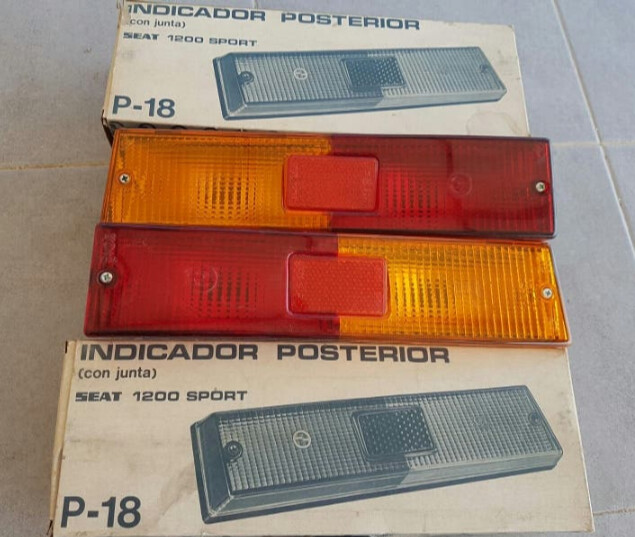 INDICADOR POSTERIOR
(con junta)
SEAT 1200 SPORT
P-18
INDICADOR POSTERIOR
(con junta)
SEAT 1200 SPORT
P-18